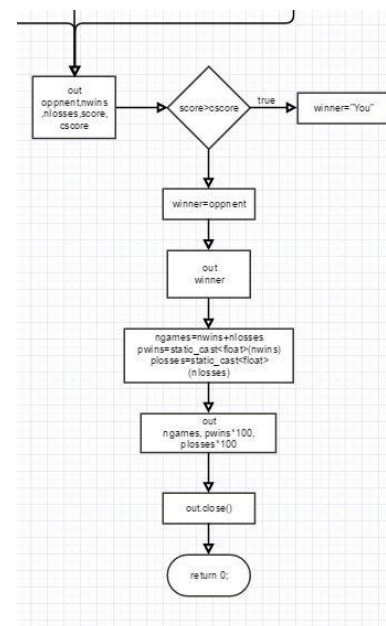 out
oppnent,nwins
,nlosses,score,
cscore
score>cscore
true
winner="You"
winner=oppnent
out
winner
ngames=nwins+nlosses
pwins=static_cast<float>(nwins)
plosses=static_cast<float>
(nlosses)
out
ngames, pwins*100,
plosses*100
out.close()
return 0;